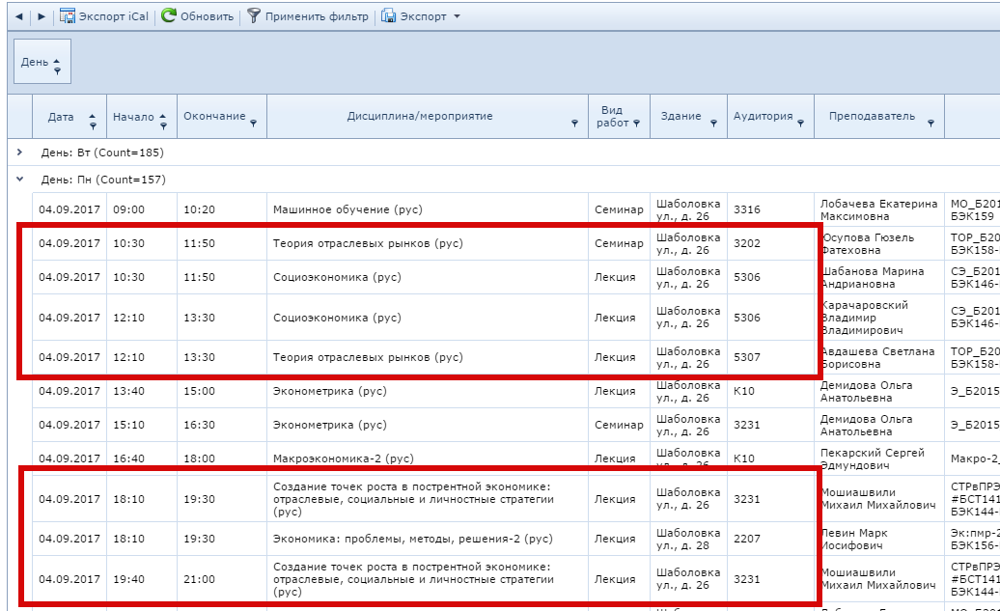 Экспорт iCal Обновить Применить фильтр Экспорт
День
Дата Начало Окончание Дисциплина/мероприятие Вид работ Здание Аудитория Преподаватель
День: Вт (Count=185)
День: Пн (Count=157)
04.09.2017 09:00 10:20 Машинное обучение (рус) Семинар Шаболовка ул., д. 26 3316 Лобачева Екатерина Максимовна МО_Б201 БЭК159
04.09.2017 10:30 11:50 Теория отраслевых рынков (рус) Семинар Шаболовка ул., д. 26 3202 Юсупова Гюзель Фатеховна ТОР_Б20 БЭК158-
04.09.2017 10:30 11:50 Социоэкономика (рус) Лекция Шаболовка ул., д. 26 5306 Шабанова Марина Андриановна СЭ_Б201 БЭК146-
04.09.2017 12:10 13:30 Социоэкономика (рус) Лекция Шаболовка ул., д. 26 5306 Карачаровский Владимир Владимирович СЭ_Б201 БЭК146-
04.09.2017 12:10 13:30 Теория отраслевых рынков (рус) Лекция Шаболовка ул., д. 26 5307 Авдашева Светлана Борисовна ТОР_Б20 БЭК158-
04.09.2017 13:40 15:00 Эконометрика (рус) Лекция Шаболовка ул., д. 26 К10 Демидова Ольга Анатольевна Э_Б2015
04.09.2017 15:10 16:30 Эконометрика (рус) Семинар Шаболовка ул., д. 26 3231 Демидова Ольга Анатольевна Э_Б2015
04.09.2017 16:40 18:00 Макроэкономика-2 (рус) Лекция Шаболовка ул., д. 26 К10 Пекарский Сергей Эдмундович Макро-2_
04.09.2017 18:10 19:30 Создание точек роста в пострентной экономике: отраслевые, социальные и личностные стратегии (рус) Лекция Шаболовка ул., д. 26 3231 Мошиашвили Михаил Михайлович СТРвПРЭ #БСТ141 БЭК144-
04.09.2017 18:10 19:30 Экономика: проблемы, методы, решения-2 (рус) Лекция Шаболовка ул., д. 28 2207 Левин Марк Иосифович Эк:пмр-2 БЭК156-
04.09.2017 19:40 21:00 Создание точек роста в пострентной экономике: отраслевые, социальные и личностные стратегии (рус) Лекция Шаболовка ул., д. 26 3231 Мошиашвили Михаил Михайлович СТРвПРЭ #БСТ141 БЭК144-